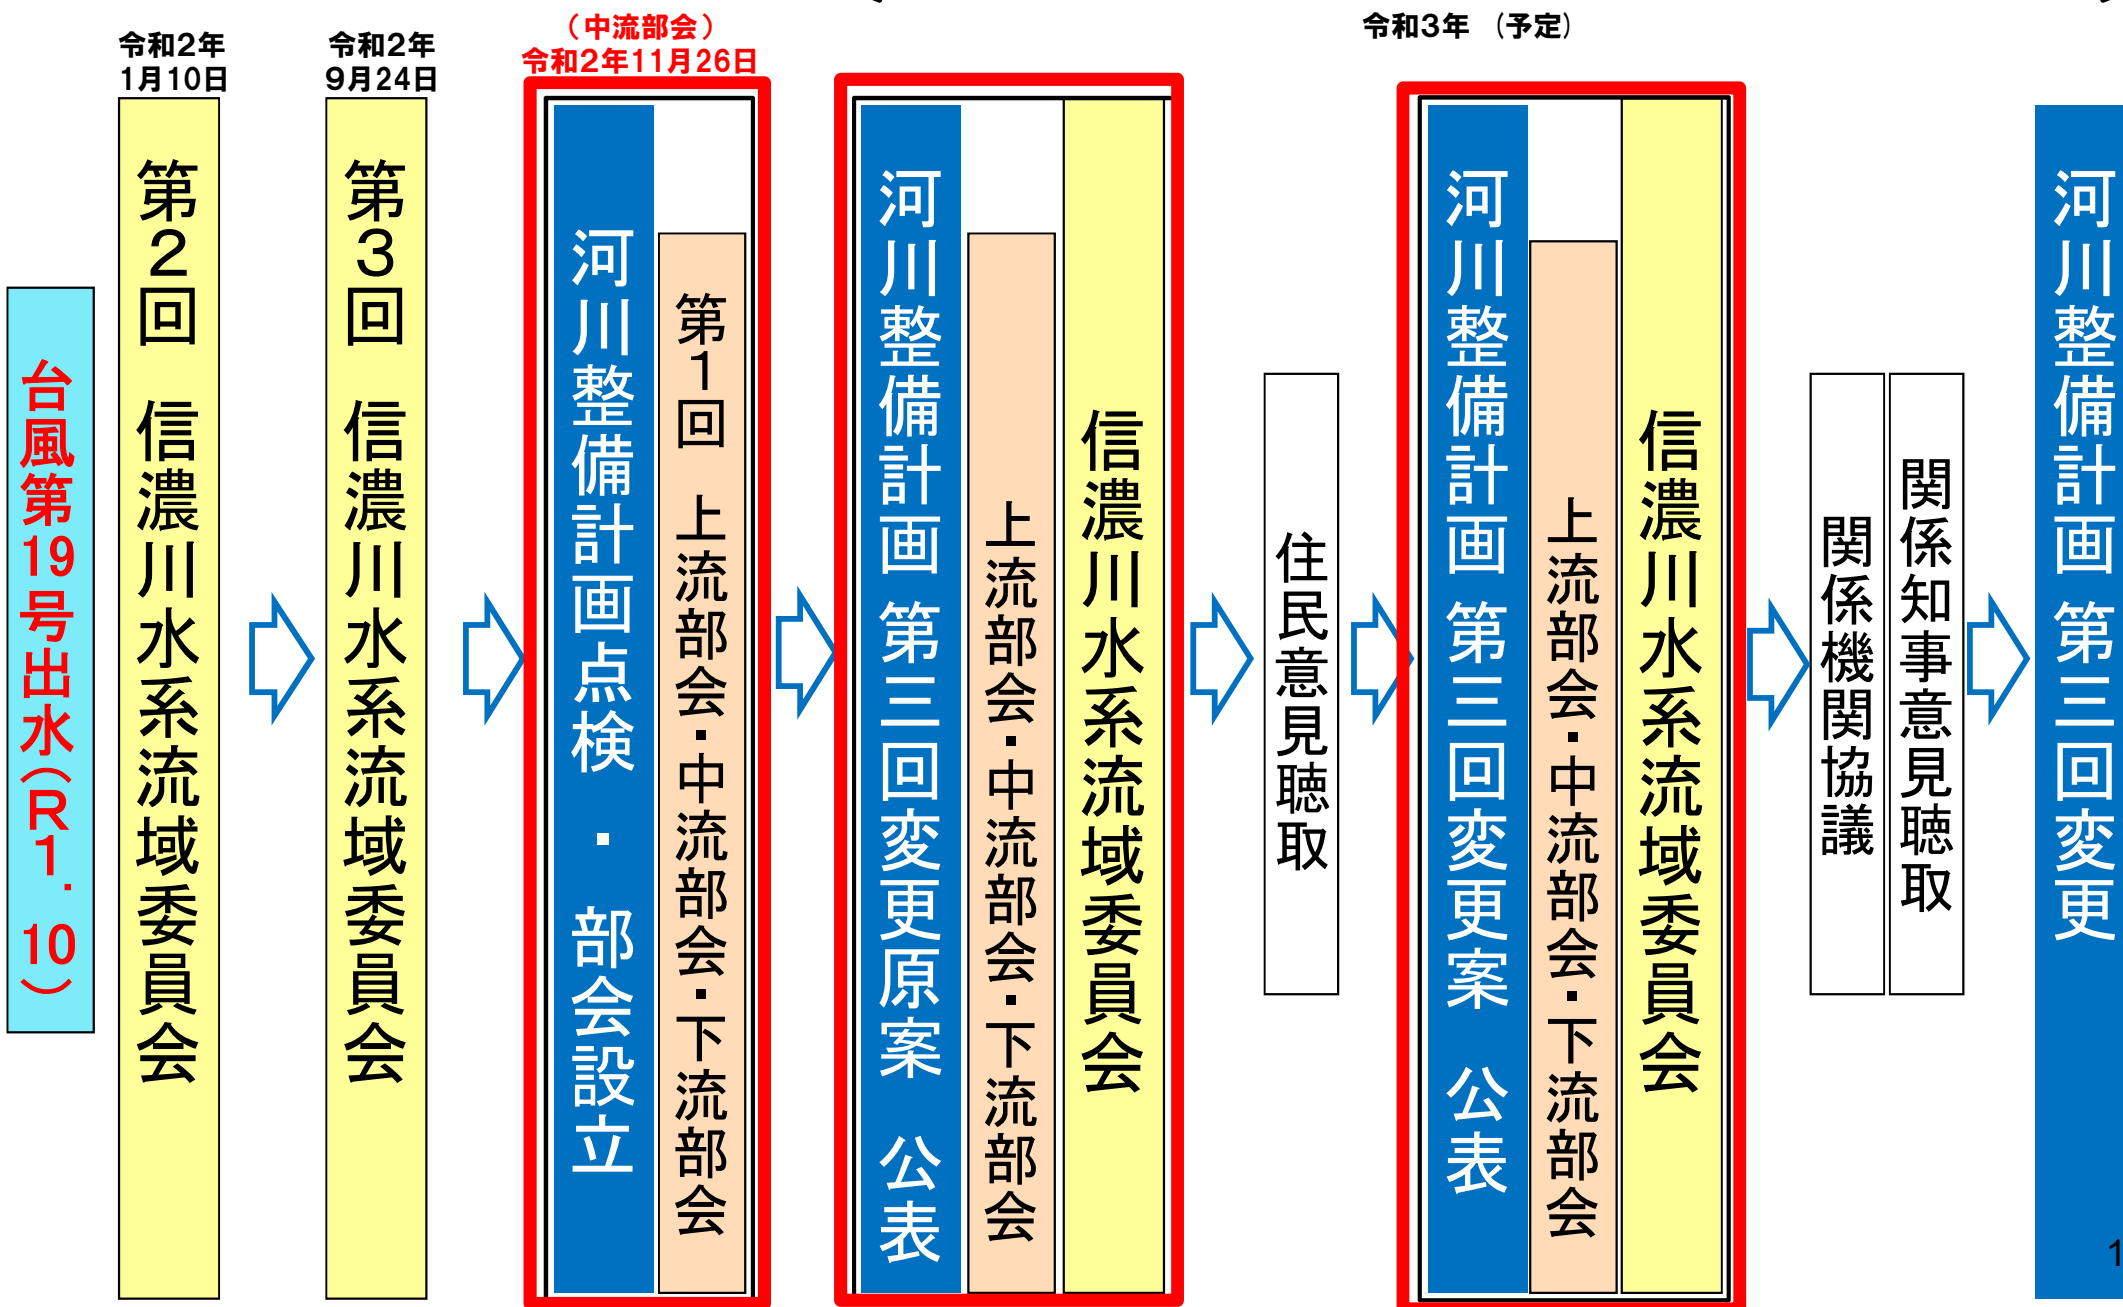 台風第19号出水（R1．10）
令和2年
1月10日
第2回 信濃川水系流域委員会
令和2年
9月24日
第3回 信濃川水系流域委員会
（中流部会）
令和2年11月26日
河川整備計画点検 ・ 部会設立
第1回 上流部会・中流部会・下流部会
河川整備計画 第三回変更原案 公表
上流部会・中流部会・下流部会
信濃川水系流域委員会
令和3年 （予定）
住民意見聴取
河川整備計画 第三回変更案 公表
上流部会・中流部会・下流部会
信濃川水系流域委員会
関係機関協議
関係知事意見聴取
河川整備計画 第三回変更
1